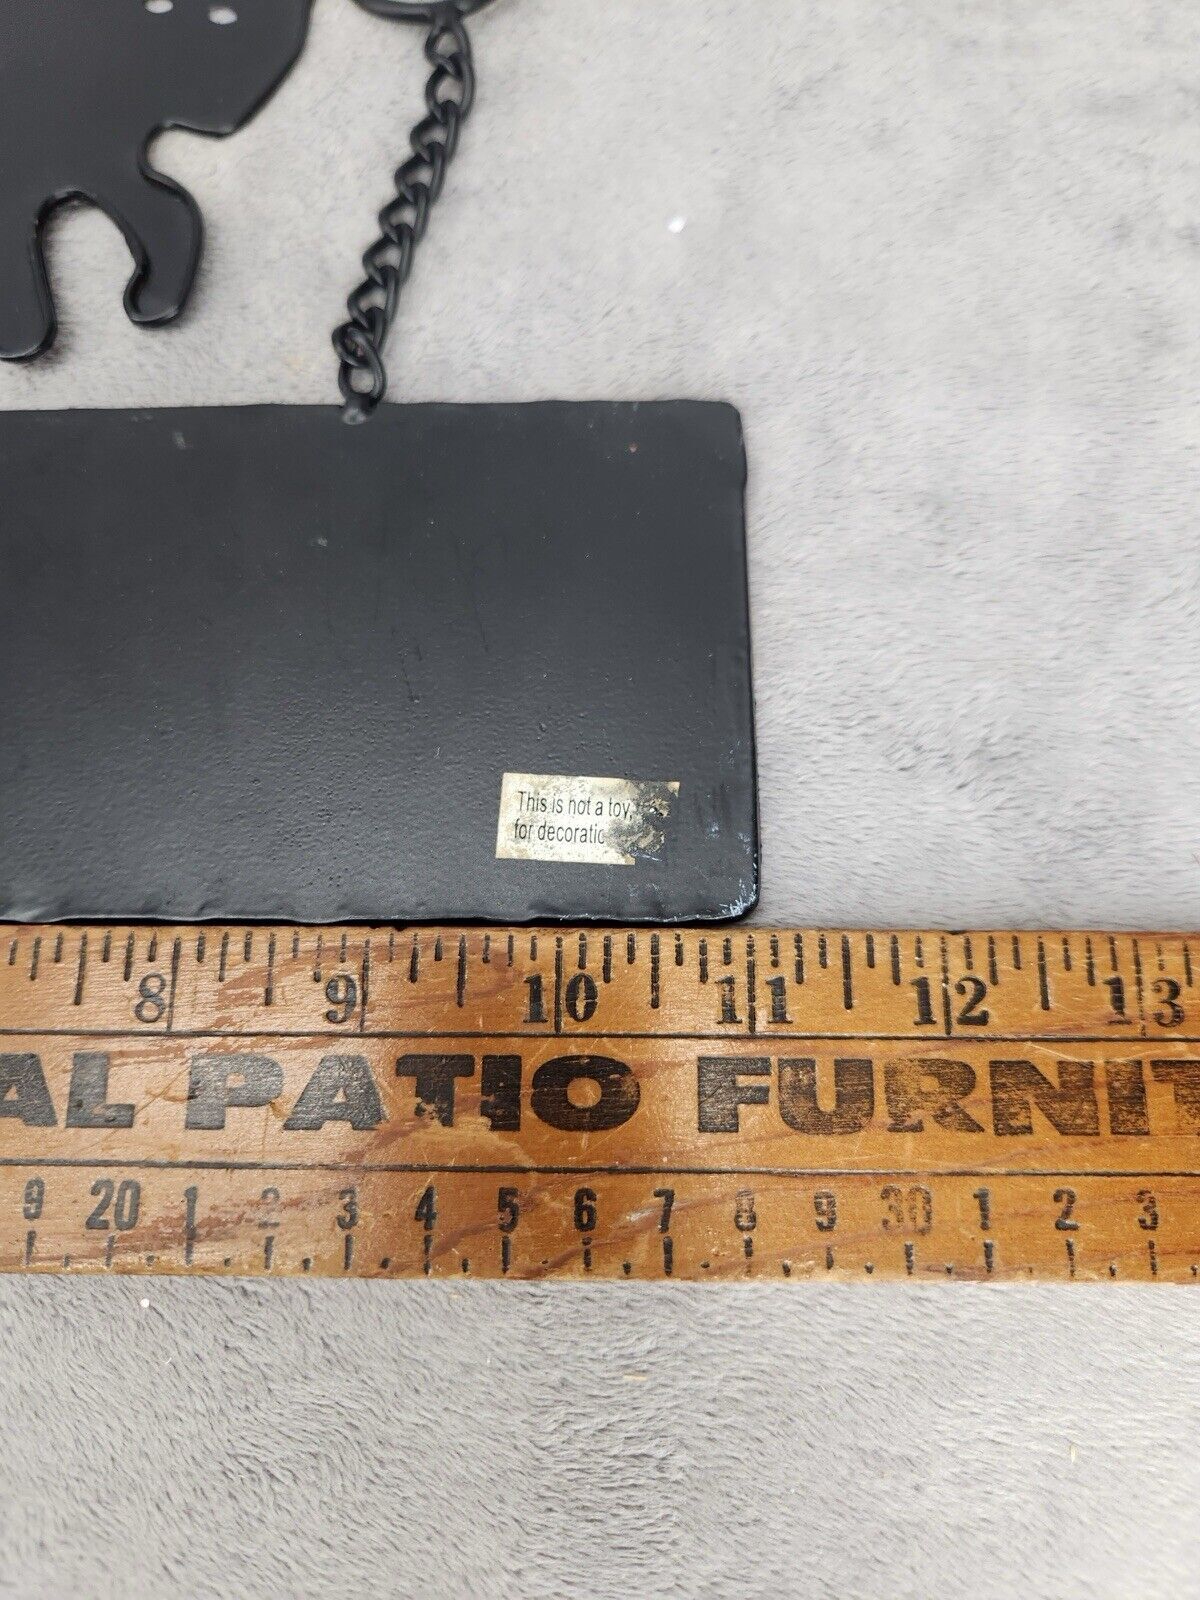 This is not a toy,
for decoratio
8 9 10 11 12 13
AL PATIO FURNIT
9 20 1 2 3 4 5 6 7 8 9 30 1 2 3